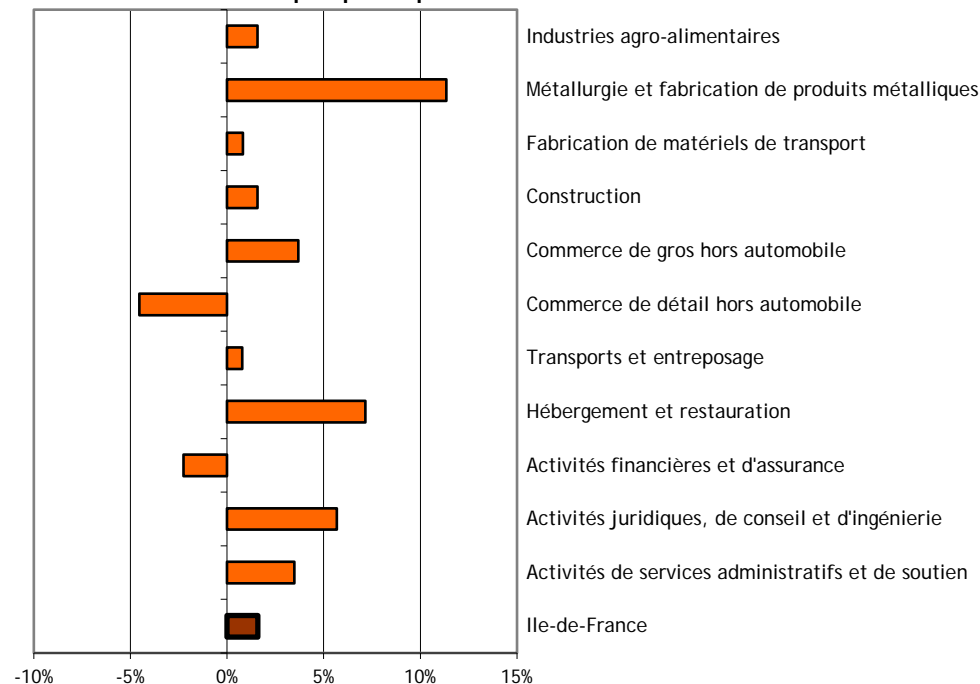 Industries agro-alimentaires
Métallurgie et fabrication de produits métalliques
Fabrication de matériels de transport
Construction
Commerce de gros hors automobile
Commerce de détail hors automobile
Transports et entreposage
Hébergement et restauration
Activités financières et d'assurance
Activités juridiques, de conseil et d'ingénierie
Activités de services administratifs et de soutien
Ile-de-France
-10% -5% 0% 5% 10% 15%